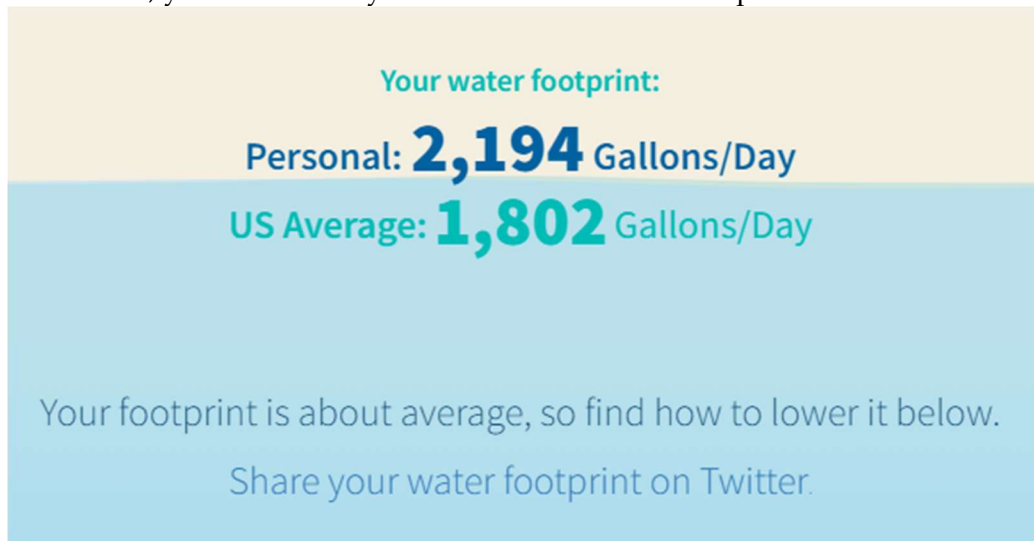 Your water footprint:
Personal: 2,194 Gallons/Day
US Average: 1,802 Gallons/Day
Your footprint is about average, so find how to lower it below.
Share your water footprint on Twitter.